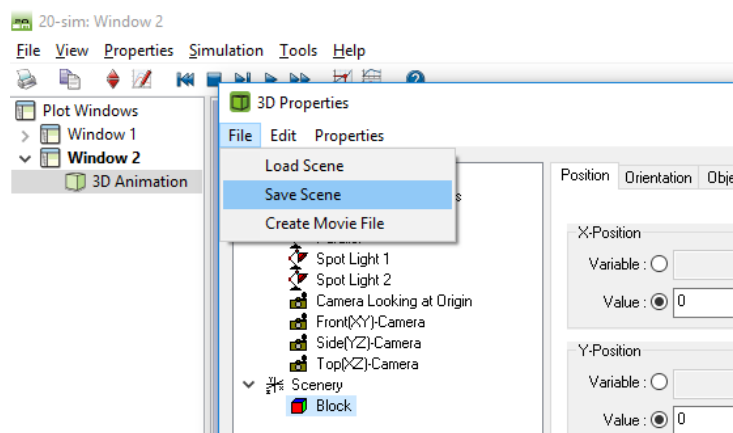 20-sim: Window 2
File View Properties Simulation Tools Help
Plot Windows
Window 1
Window 2
3D Animation
3D Properties
File Edit Properties
Load Scene
Save Scene
Create Movie File
Spot Light 1
Spot Light 2
Camera Looking at Origin
Front(XY)-Camera
Side(YZ)-Camera
Top(XZ)-Camera
Scenery
Block
Position Orientation Obje
X-Position
Variable :
Value : 0
Y-Position
Variable :
Value : 0